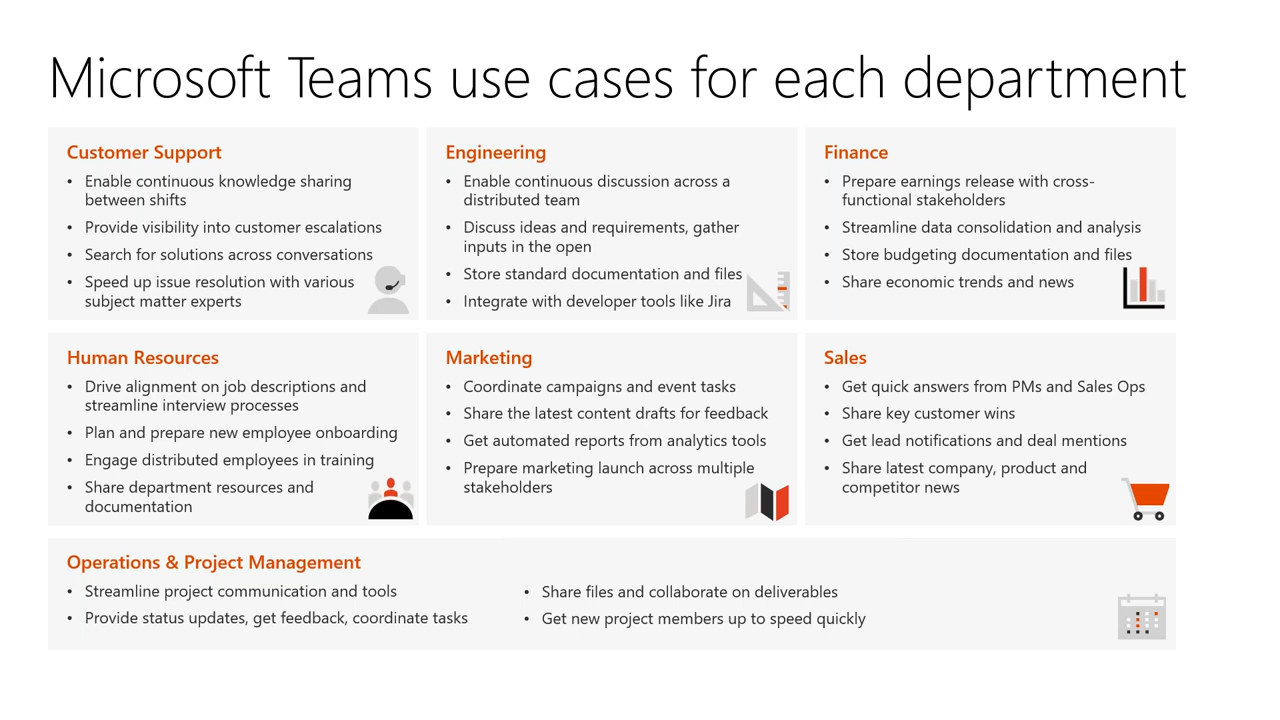 Microsoft Teams use cases for each department
Customer Support
• Enable continuous knowledge sharing
between shifts
• Provide visibility into customer escalations
• Search for solutions across conversations
• Speed up issue resolution with various
subject matter experts
Engineering
• Enable continuous discussion across a
distributed team
• Discuss ideas and requirements, gather
inputs in the open
• Store standard documentation and files
• Integrate with developer tools like Jira
Finance
• Prepare earnings release with cross-
functional stakeholders
• Streamline data consolidation and analysis
• Store budgeting documentation and files
• Share economic trends and news
Human Resources
• Drive alignment on job descriptions and
streamline interview processes
• Plan and prepare new employee onboarding
• Engage distributed employees in training
• Share department resources and
documentation
Marketing
• Coordinate campaigns and event tasks
• Share the latest content drafts for feedback
• Get automated reports from analytics tools
• Prepare marketing launch across multiple
stakeholders
Sales
• Get quick answers from PMs and Sales Ops
• Share key customer wins
• Get lead notifications and deal mentions
• Share latest company, product and
competitor news
Operations & Project Management
• Streamline project communication and tools
• Provide status updates, get feedback, coordinate tasks
• Share files and collaborate on deliverables
• Get new project members up to speed quickly